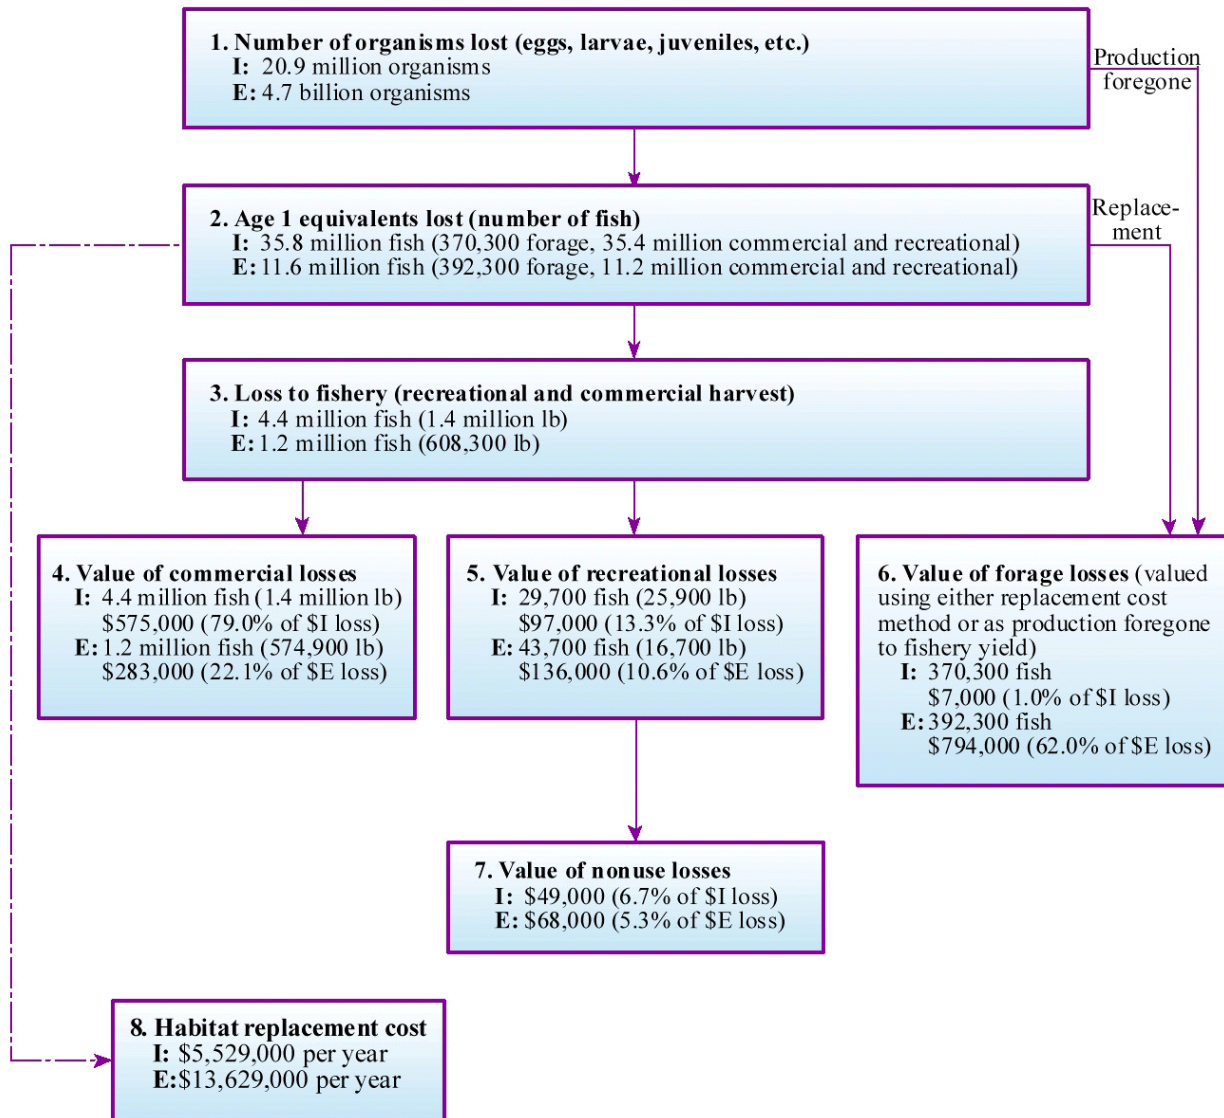 1. Number of organisms lost (eggs, larvae, juveniles, etc.)
I: 20.9 million organisms
E: 4.7 billion organisms
Production
foregone
2. Age 1 equivalents lost (number of fish)
I: 35.8 million fish (370,300 forage, 35.4 million commercial and recreational)
E: 11.6 million fish (392,300 forage, 11.2 million commercial and recreational)
Replace-
ment
3. Loss to fishery (recreational and commercial harvest)
I: 4.4 million fish (1.4 million lb)
E: 1.2 million fish (608,300 lb)
4. Value of commercial losses
I: 4.4 million fish (1.4 million lb)
$575,000 (79.0% of $I loss)
E: 1.2 million fish (574,900 lb)
$283,000 (22.1% of $E loss)
5. Value of recreational losses
I: 29,700 fish (25,900 lb)
$97,000 (13.3% of $I loss)
E: 43,700 fish (16,700 lb)
$136,000 (10.6% of $E loss)
6. Value of forage losses (valued
using either replacement cost
method or as production foregone
to fishery yield)
I: 370,300 fish
$7,000 (1.0% of $I loss)
E: 392,300 fish
$794,000 (62.0% of $E loss)
7. Value of nonuse losses
I: $49,000 (6.7% of $I loss)
E: $68,000 (5.3% of $E loss)
8. Habitat replacement cost
I: $5,529,000 per year
E: $13,629,000 per year